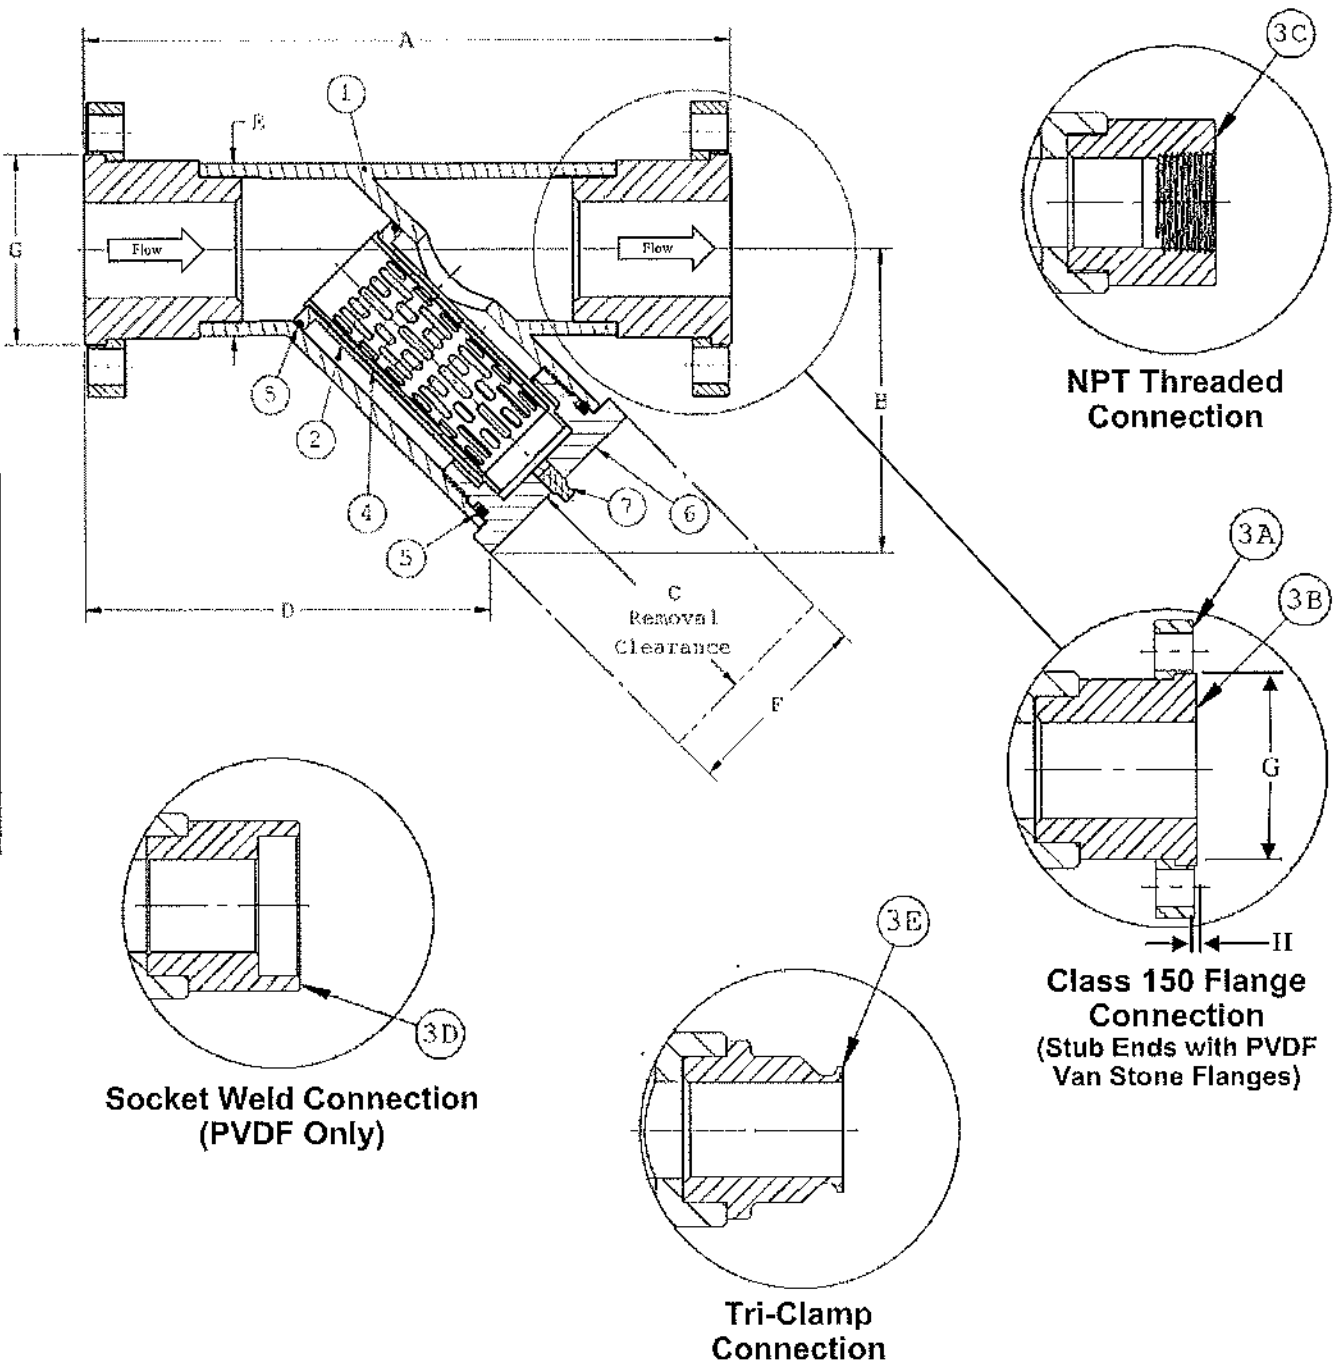 A
3C
1
E
G
Flow
Flow
NPT Threaded
Connection
B
2
4
5
7
6
3A
3B
D
C
Removal
Clearance
F
G
H
Class 150 Flange
Connection
(Stub Ends with PVDF
Van Stone Flanges)
3D
Socket Weld Connection
(PVDF Only)
3E
Tri-Clamp
Connection